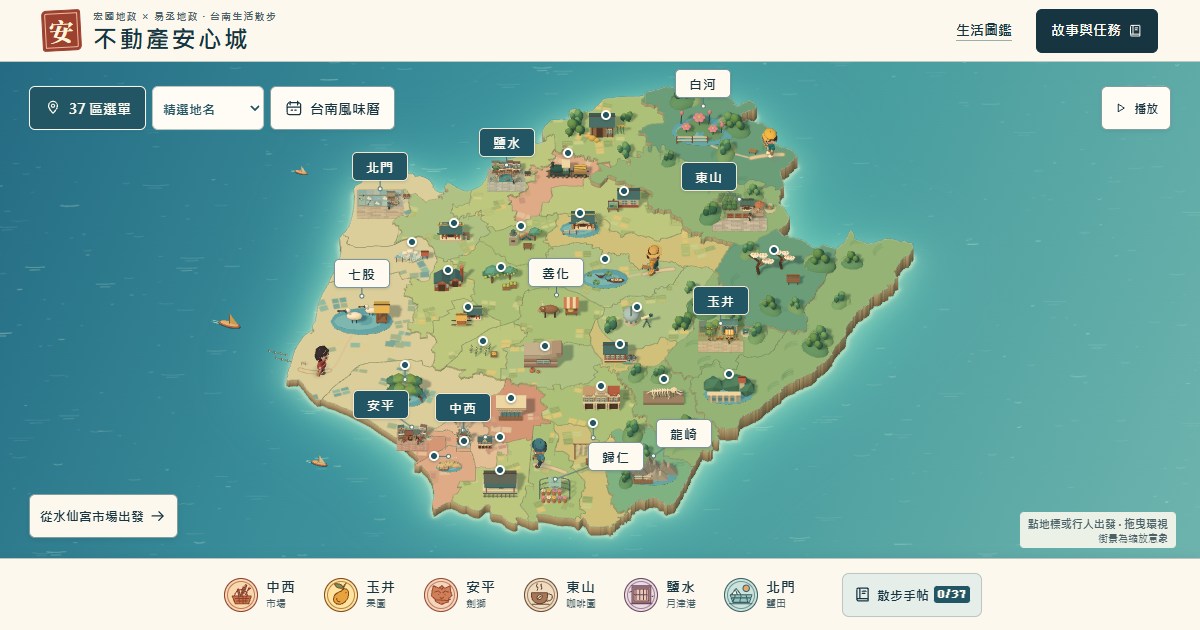 安
宏國地政 × 易丞地政 · 台南生活散步
不動產安心城
生活圖鑑
故事與任務
37 區選單
精選地名
台南風味曆
播放
白河
鹽水
北門
東山
七股
善化
玉井
安平
中西
龍崎
歸仁
從水仙宮市場出發 →
點地標或行人出發 · 拖曳環視
街景為縮放意象
中西
市場
玉井
果園
安平
劍獅
東山
咖啡園
鹽水
月津港
北門
鹽田
散步手帖 0/37